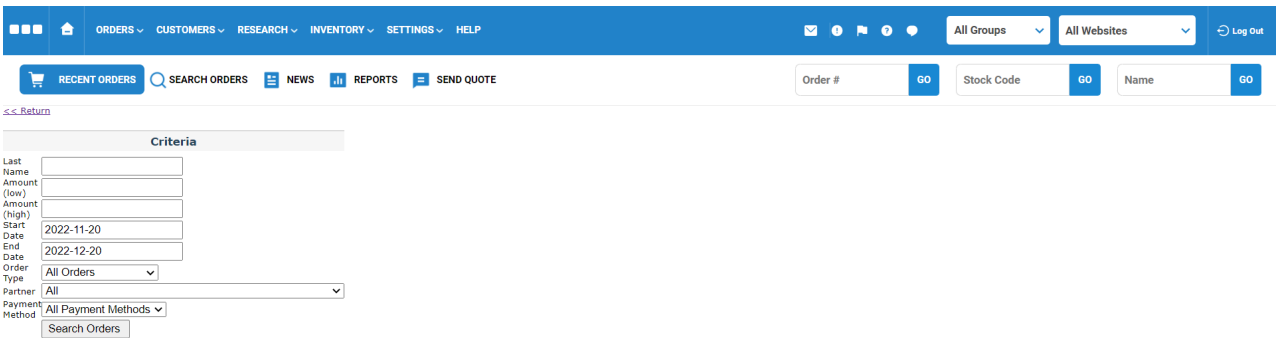 ORDERS CUSTOMERS RESEARCH INVENTORY SETTINGS HELP All Groups All Websites Log Out
RECENT ORDERS SEARCH ORDERS NEWS REPORTS SEND QUOTE Order # GO Stock Code GO Name GO
<< Return
Criteria
Last
Name
Amount
(low)
Amount
(high)
Start
Date 2022-11-20
End
Date 2022-12-20
Order
Type All Orders
Partner All
Payment
Method All Payment Methods
Search Orders